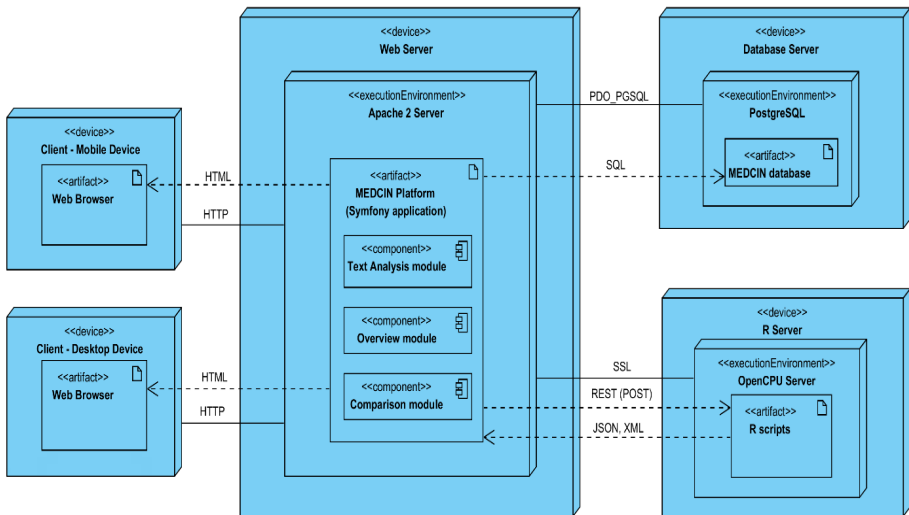 <<device>>
Client - Mobile Device
<<artifact>>
Web Browser
HTML
HTTP
<<device>>
Client - Desktop Device
<<artifact>>
Web Browser
HTML
HTTP
<<device>>
Web Server
<<executionEnvironment>>
Apache 2 Server
<<artifact>>
MEDCIN Platform
(Symfony application)
<<component>>
Text Analysis module
<<component>>
Overview module
<<component>>
Comparison module
PDO_PGSQL
SQL
<<device>>
Database Server
<<executionEnvironment>>
PostgreSQL
<<artifact>>
MEDCIN database
SSL
REST (POST)
JSON, XML
<<device>>
R Server
<<executionEnvironment>>
OpenCPU Server
<<artifact>>
R scripts